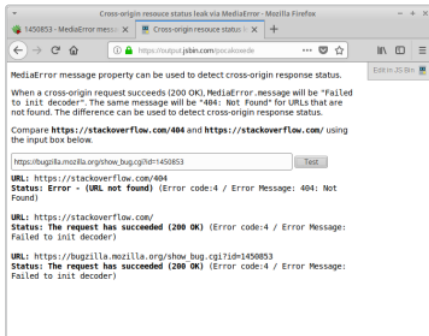 Cross-origin resouce status leak via MediaError - Mozilla Firefox
1450853 - MediaError mess
Cross-origin resouce status l
https://output.jsbin.com/pocakowede
Edit in JS Bin
MediaError message property can be used to detect cross-origin response status.
When a cross-origin request succeeds (200 OK), MediaError.message will be "Failed
to init decoder". The same message will be "404: Not Found" for URLs that are
not found. The difference can be used to detect cross-origin response status.
Compare https://stackoverflow.com/404 and https://stackoverflow.com/ using
the input box below.
https://bugzilla.mozilla.org/show_bug.cgi?id=1450853
Test
URL: https://stackoverflow.com/404
Status: Error - (URL not found) (Error code:4 / Error Message: 404: Not
Found)
URL: https://stackoverflow.com/
Status: The request has succeeded (200 OK) (Error code:4 / Error Message:
Failed to init decoder)
URL: https://bugzilla.mozilla.org/show_bug.cgi?id=1450853
Status: The request has succeeded (200 OK) (Error code:4 / Error Message:
Failed to init decoder)